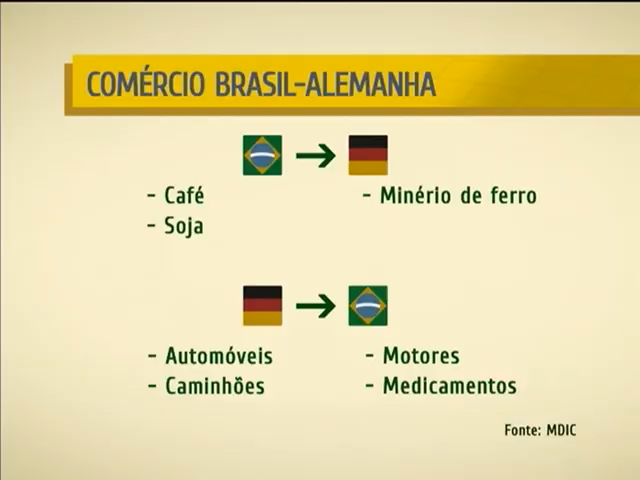 COMÉRCIO BRASIL-ALEMANHA
- Café
- Soja
- Minério de ferro
- Automóveis
- Caminhões
- Motores
- Medicamentos
Fonte: MDIC